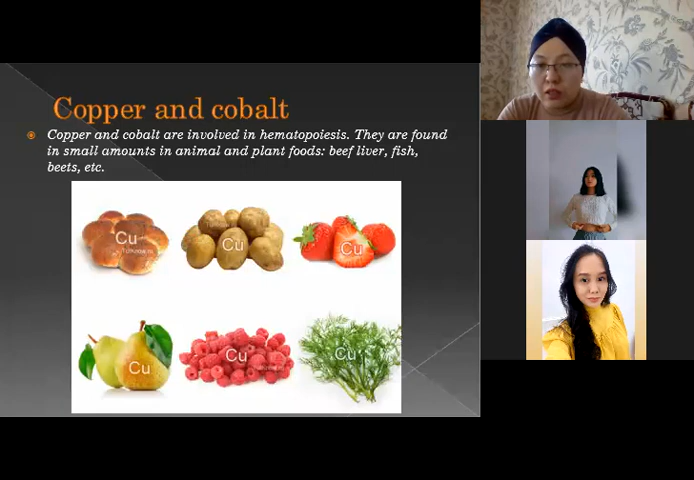 Copper and cobalt
Copper and cobalt are involved in hematopoiesis. They are found
in small amounts in animal and plant foods: beef liver, fish,
beets, etc.
Cu
Cu
Cu
Cu
Cu
Cu